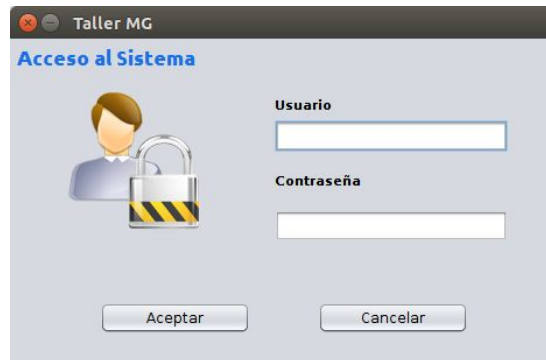 Taller MG
Acceso al Sistema
Usuario
Contraseña
Aceptar
Cancelar